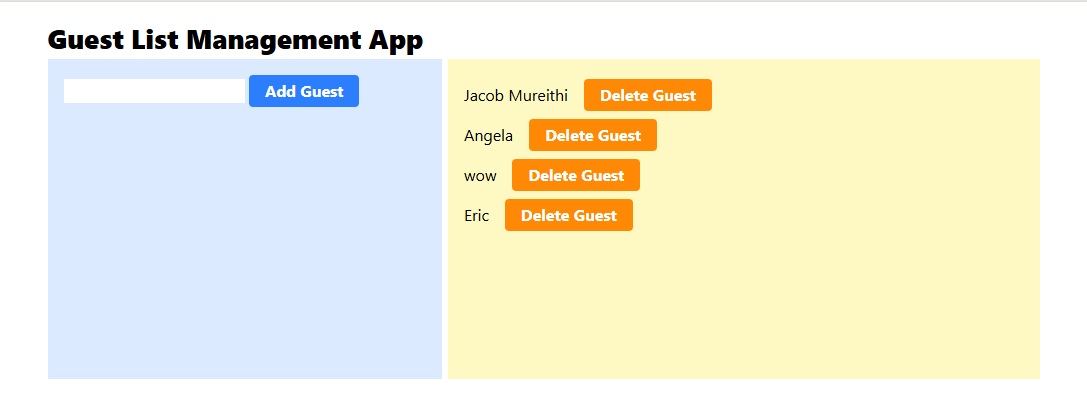 Guest List Management App
Add Guest
Jacob Mureithi Delete Guest
Angela Delete Guest
wow Delete Guest
Eric Delete Guest